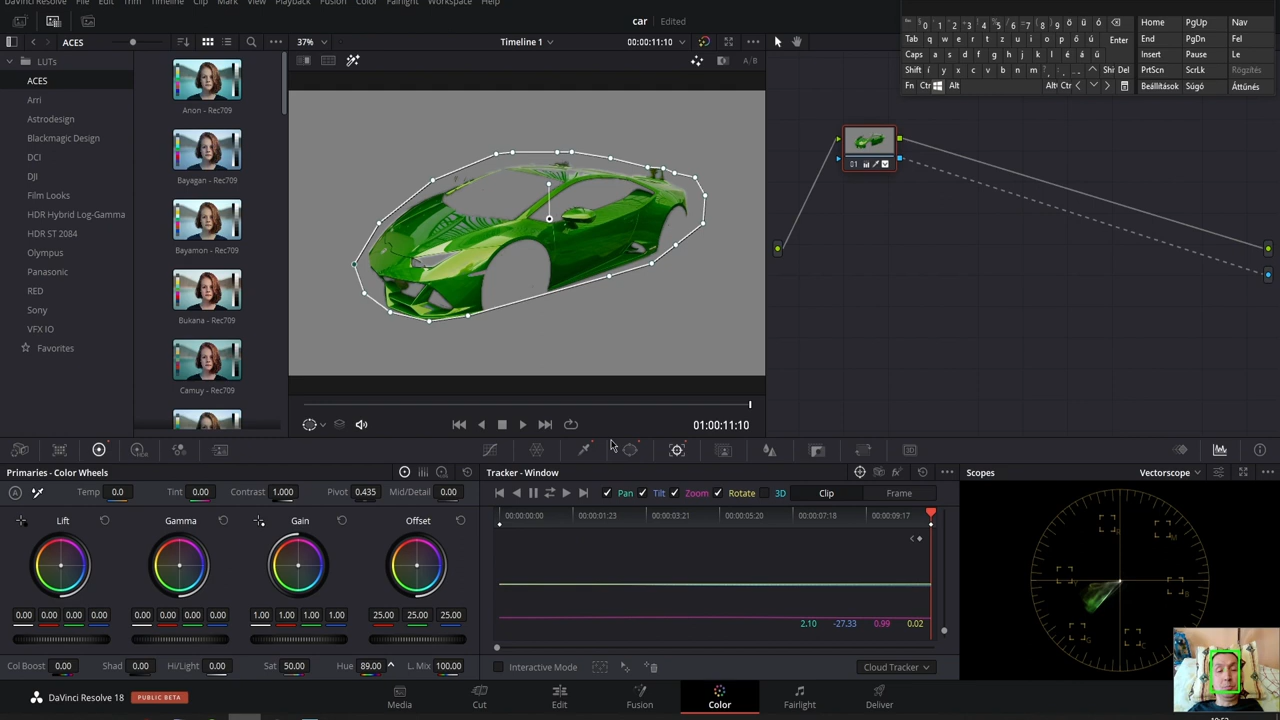 DaVinci Resolve File Edit Trim Timeline Clip Mark View Playback Fusion Color Fairlight Workspace Help
car Edited
ACES 37% Timeline 1 00:00:11:10 A/B
LUTs
ACES
Arri
Astrodesign
Blackmagic Design
DCI
DJI
Film Looks
HDR Hybrid Log-Gamma
HDR ST 2084
Olympus
Panasonic
RED
Sony
VFX IO
Favorites
Anon - Rec709
Bayagan - Rec709
Bayamon - Rec709
Bukana - Rec709
Camuy - Rec709
01
Home PgUp Nav
Tab q w e r t z u i o p ő ú Enter End PgDn Fel
Caps a s d f g h j k l é á ű Insert Pause Le
Shift í y x c v b n m Shi Del PrtScn ScrLk Rögzítés
Fn Ctr Alt Alt Ctr Beállítások Súgó Áttűnés
01:00:11:10
Primaries - Color Wheels Tracker - Window Scopes Vectorscope
Temp 0.0 Tint 0.00 Contrast 1.000 Pivot 0.435 Mid/Detail 0.00
Pan Tilt Zoom Rotate 3D Clip Frame
00:00:00:00 00:00:01:23 00:00:03:21 00:00:05:20 00:00:07:18 00:00:09:17
Lift Gamma Gain Offset
0.00 0.00 0.00 0.00 0.00 0.00 0.00 0.00 1.00 1.00 1.00 1.00 25.00 25.00 25.00
2.10 -27.33 0.99 0.02
Col Boost 0.00 Shad 0.00 Hi/Light 0.00 Sat 50.00 Hue 89.00 L. Mix 100.00
Interactive Mode Cloud Tracker
DaVinci Resolve 18 PUBLIC BETA
Media Cut Edit Fusion Color Fairlight Deliver